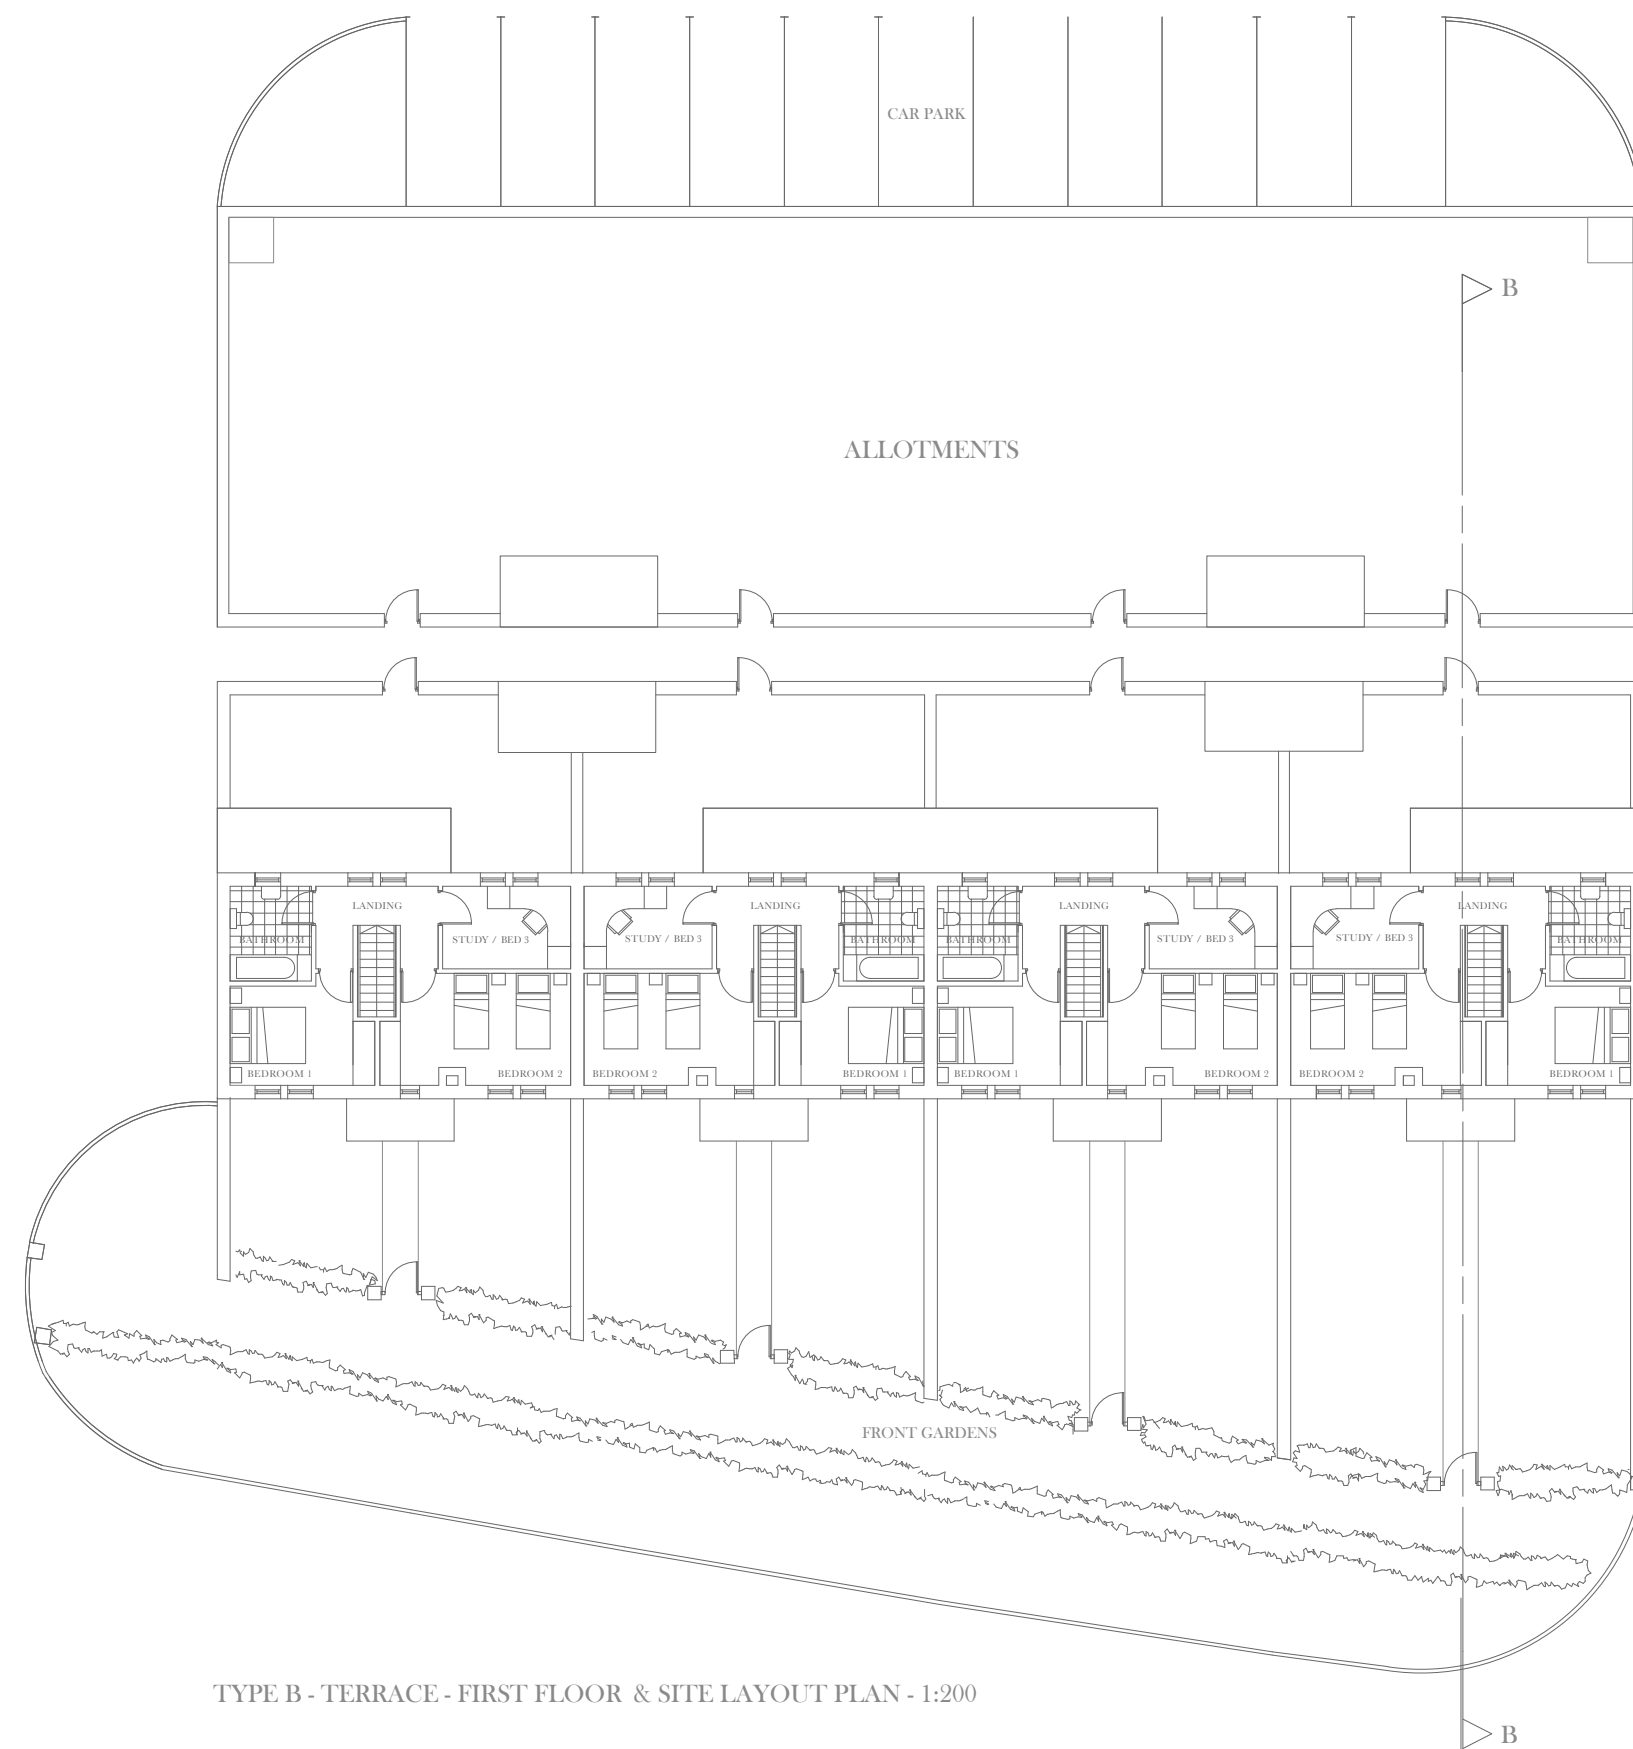 CAR PARK
B
ALLOTMENTS
LANDING
LANDING
LANDING
LANDING
BATHROOM
STUDY / BED 3
STUDY / BED 3
BATHROOM
BATHROOM
STUDY / BED 3
STUDY / BED 3
BATHROOM
BEDROOM 1
BEDROOM 2
BEDROOM 2
BEDROOM 1
BEDROOM 1
BEDROOM 2
BEDROOM 2
BEDROOM 1
FRONT GARDENS
TYPE B - TERRACE - FIRST FLOOR & SITE LAYOUT PLAN - 1:200
B